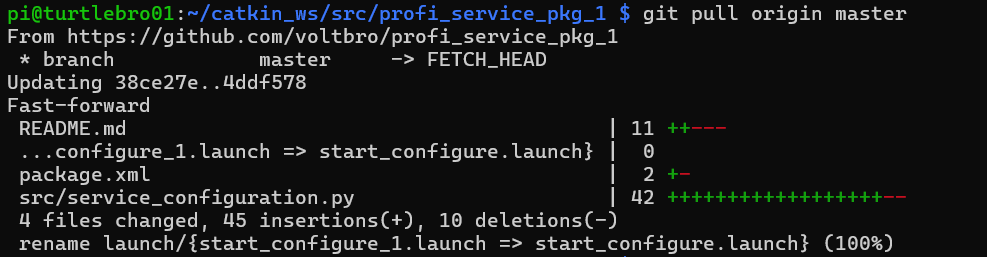 pi@turtlebro01:~/catkin_ws/src/profi_service_pkg_1 $ git pull origin master
From https://github.com/voltbro/profi_service_pkg_1
 * branch            master     -> FETCH_HEAD
Updating 38ce27e..4ddf578
Fast-forward
 README.md                                        | 11 ++---
 ...configure_1.launch => start_configure.launch} |  0
 package.xml                                      |  2 +-
 src/service_configuration.py                     | 42 ++++++++++++++++++--
 4 files changed, 45 insertions(+), 10 deletions(-)
 rename launch/{start_configure_1.launch => start_configure.launch} (100%)